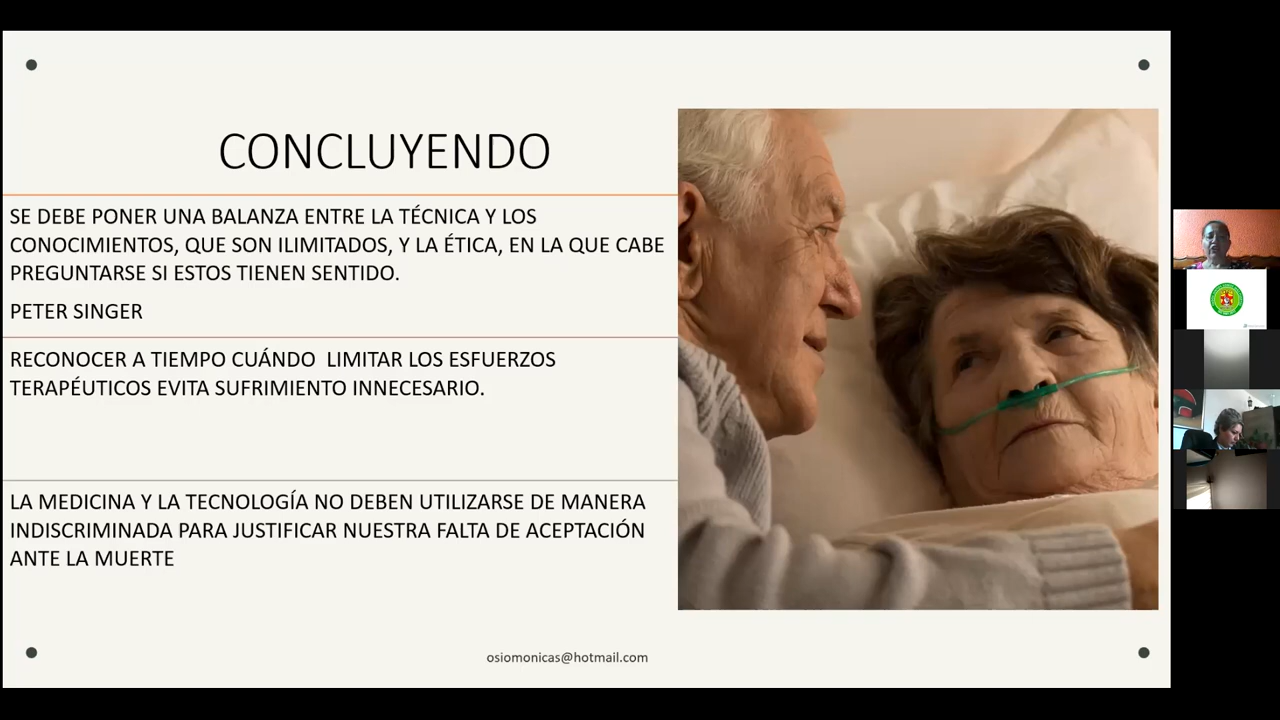 CONCLUYENDO
SE DEBE PONER UNA BALANZA ENTRE LA TÉCNICA Y LOS
CONOCIMIENTOS, QUE SON ILIMITADOS, Y LA ÉTICA, EN LA QUE CABE
PREGUNTARSE SI ESTOS TIENEN SENTIDO.
PETER SINGER
RECONOCER A TIEMPO CUÁNDO  LIMITAR LOS ESFUERZOS
TERAPÉUTICOS EVITA SUFRIMIENTO INNECESARIO.
LA MEDICINA Y LA TECNOLOGÍA NO DEBEN UTILIZARSE DE MANERA
INDISCRIMINADA PARA JUSTIFICAR NUESTRA FALTA DE ACEPTACIÓN
ANTE LA MUERTE
osiomonicas@hotmail.com